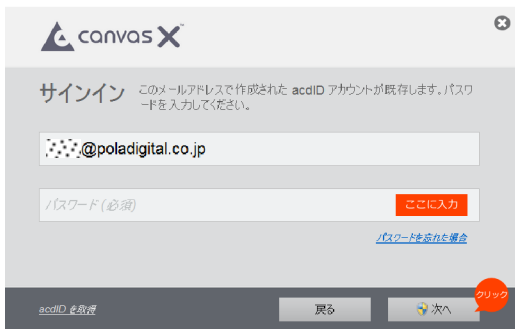 canvas X™
サインイン
このメールアドレスで作成された acdID アカウントが既存します。パスワ
ードを入力してください。
@poladigital.co.jp
パスワード (必須)
ここに入力
パスワードを忘れた場合
acdID を取得
戻る
次へ
クリック